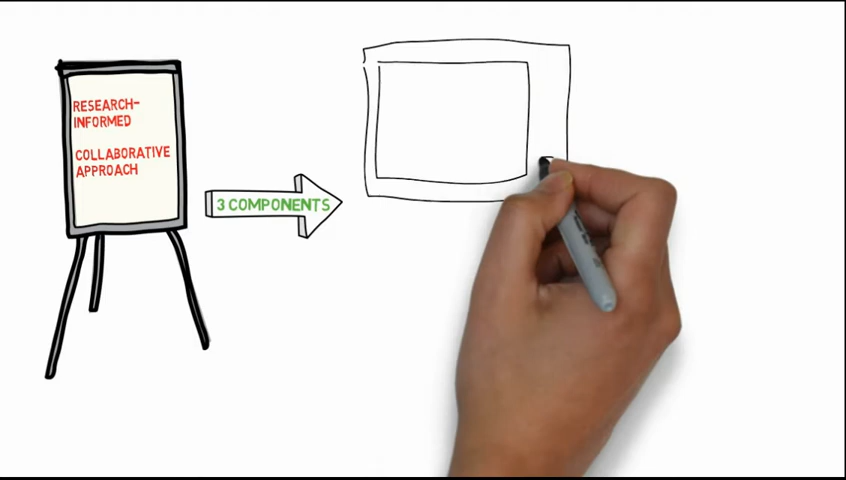 RESEARCH-
INFORMED
COLLABORATIVE
APPROACH
3 COMPONENTS